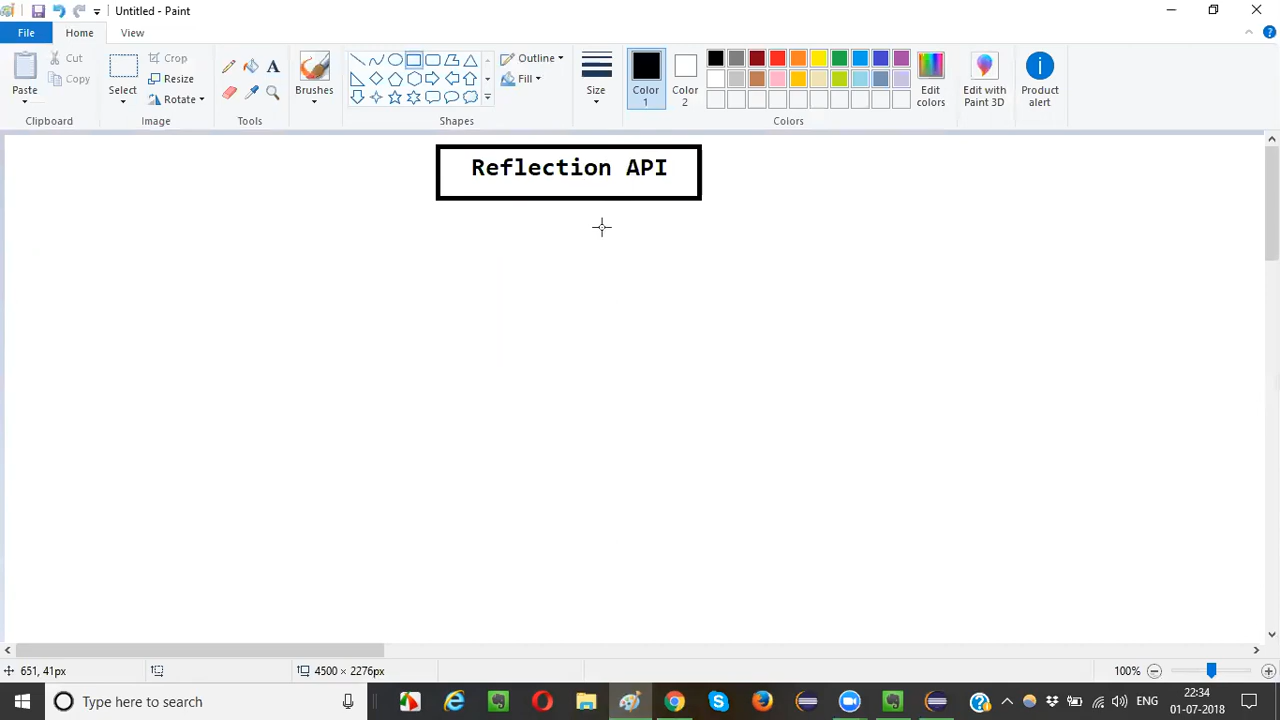 Untitled - Paint
File
Home
View
Paste
Cut
Copy
Clipboard
Select
Crop
Resize
Rotate
Image
Tools
Brushes
Outline
Fill
Shapes
Size
Color 1
Color 2
Edit colors
Colors
Edit with Paint 3D
Product alert
Reflection API
651, 41px
4500 × 2276px
100%
Type here to search
ENG
22:34
01-07-2018